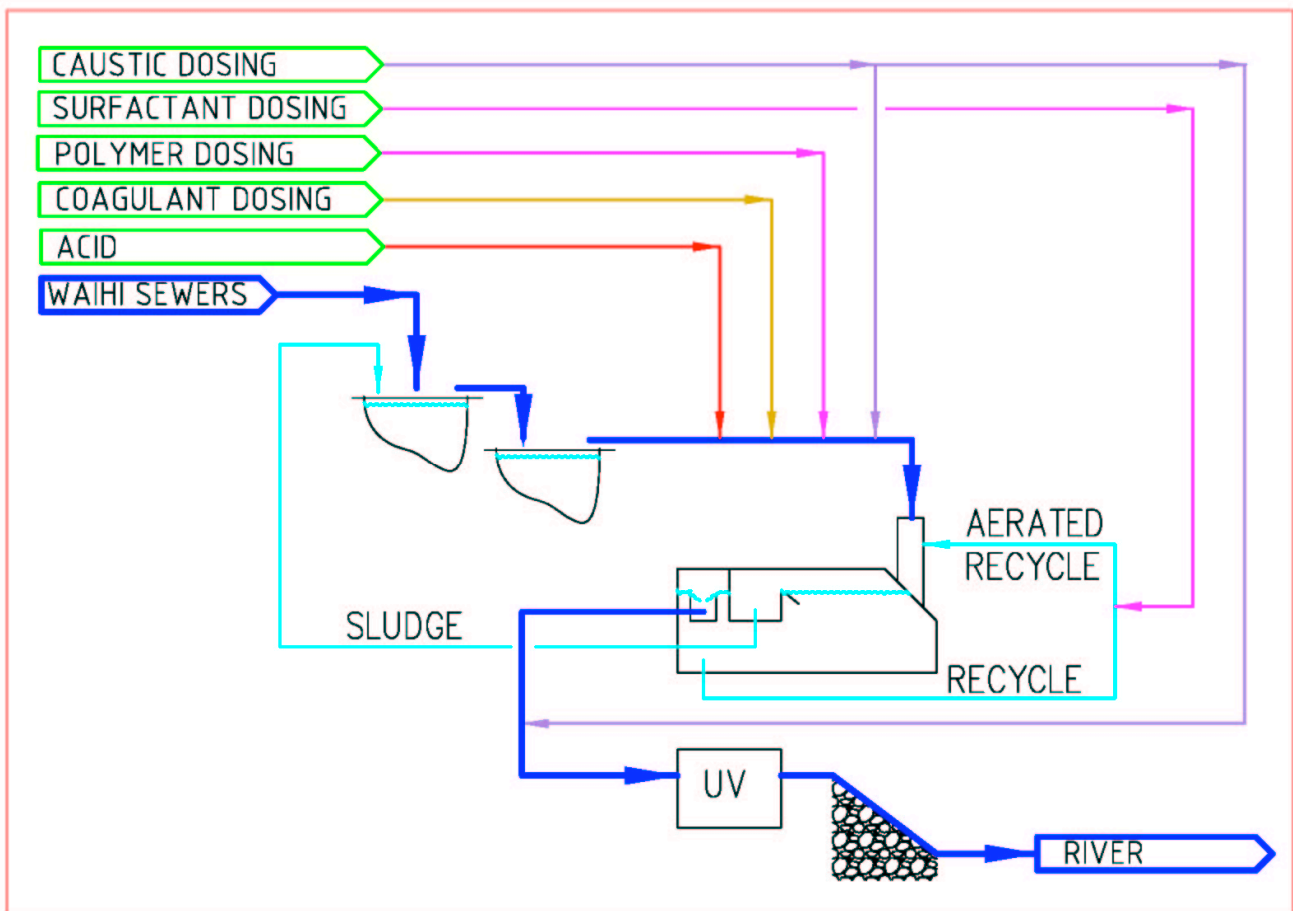 CAUSTIC DOSING
SURFACTANT DOSING
POLYMER DOSING
COAGULANT DOSING
ACID
WAIHI SEWERS
AERATED
RECYCLE
SLUDGE
RECYCLE
UV
RIVER